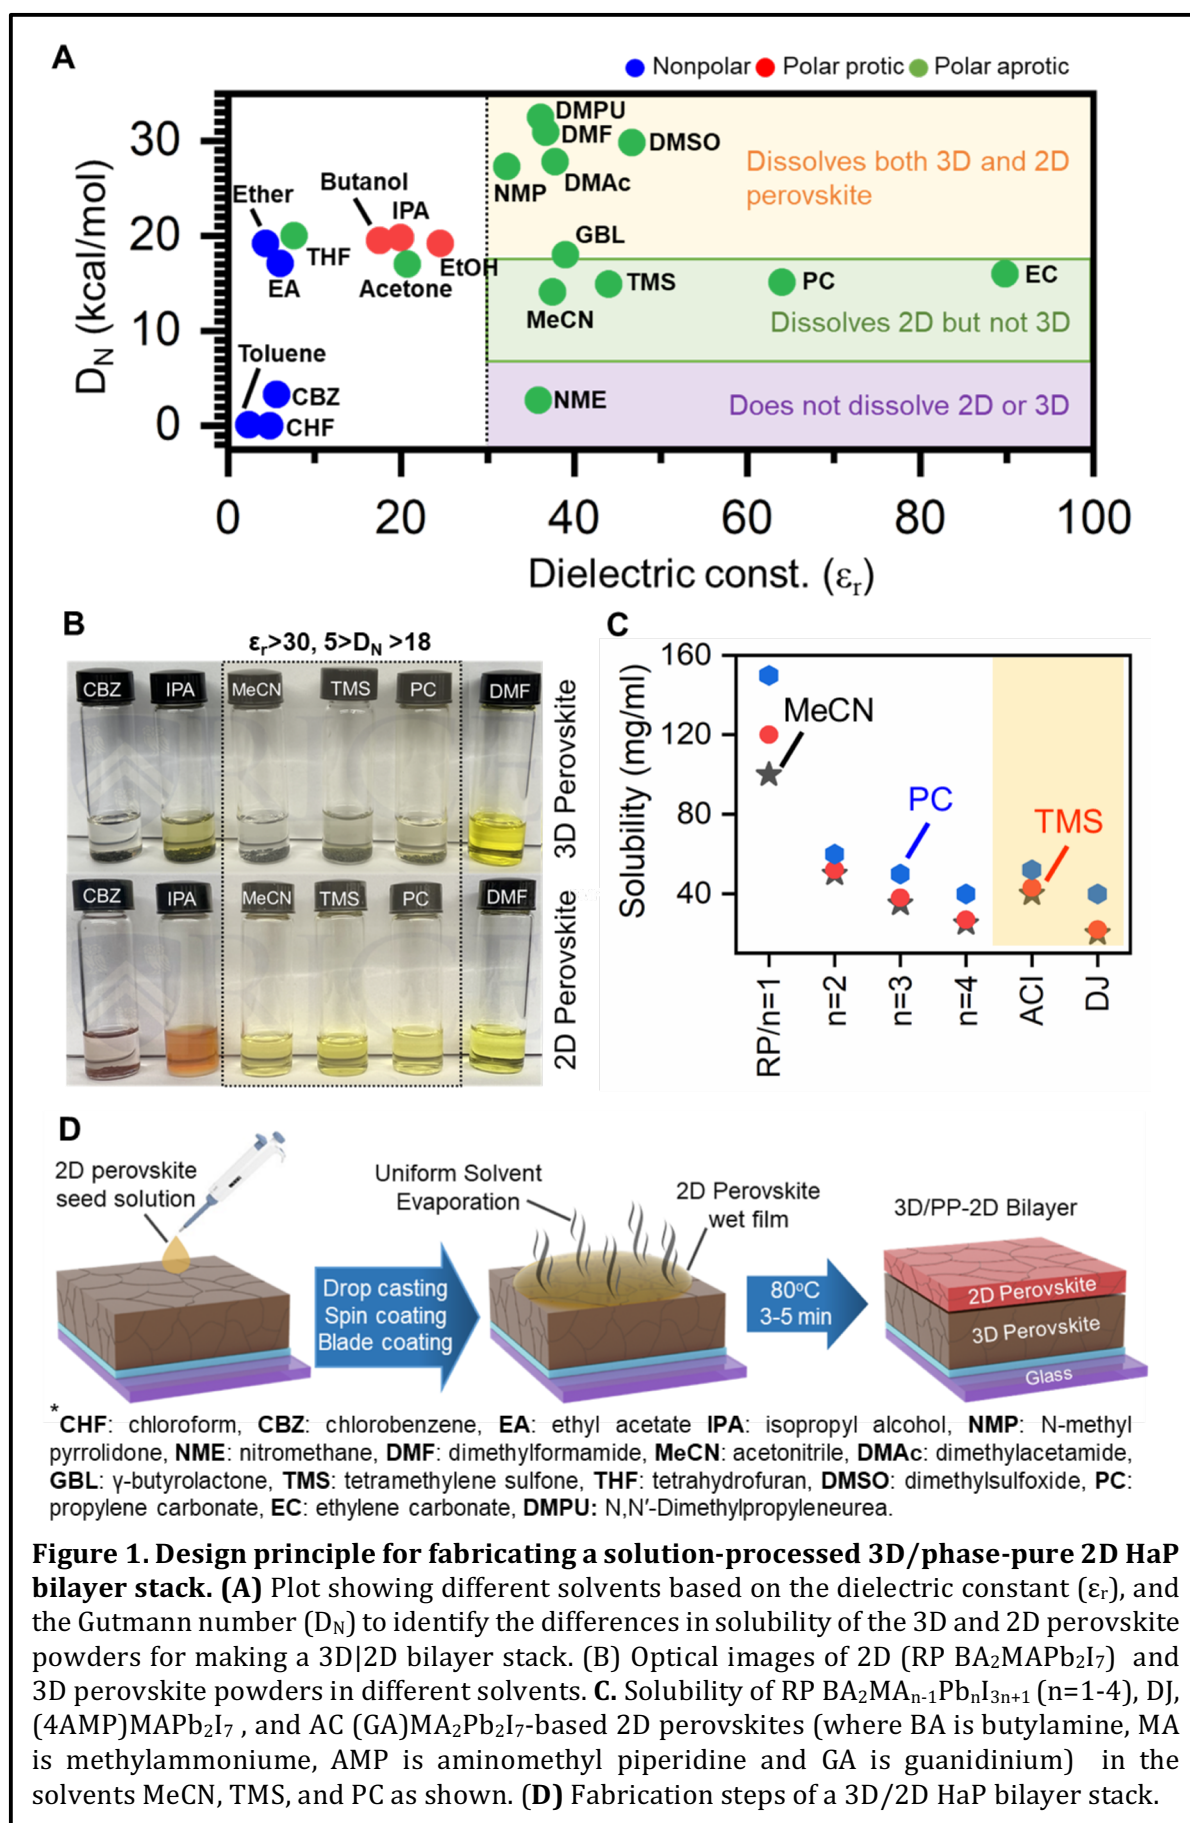 A
Nonpolar Polar protic Polar aprotic
D_N (kcal/mol)
30
20
10
0
Ether
Butanol
IPA
THF
EA
Acetone
EtOH
Toluene
CBZ
CHF
DMPU
DMF
DMSO
NMP
DMAc
GBL
TMS
MeCN
PC
EC
NME
Dissolves both 3D and 2D
perovskite
Dissolves 2D but not 3D
Does not dissolve 2D or 3D
0 20 40 60 80 100
Dielectric const. (εr)
B
εr>30, 5>D_N >18
CBZ IPA MeCN TMS PC DMF
3D Perovskite
CBZ IPA MeCN TMS PC DMF
2D Perovskite
C
Solubility (mg/ml)
160
120
80
40
MeCN
PC
TMS
RP/n=1
n=2
n=3
n=4
ACI
DJ
D
2D perovskite
seed solution
Drop casting
Spin coating
Blade coating
Uniform Solvent
Evaporation
2D Perovskite
wet film
80°C
3-5 min
3D/PP-2D Bilayer
2D Perovskite
3D Perovskite
Glass
*CHF: chloroform, CBZ: chlorobenzene, EA: ethyl acetate IPA: isopropyl alcohol, NMP: N-methyl
pyrrolidone, NME: nitromethane, DMF: dimethylformamide, MeCN: acetonitrile, DMAc: dimethylacetamide,
GBL: γ-butyrolactone, TMS: tetramethylene sulfone, THF: tetrahydrofuran, DMSO: dimethylsulfoxide, PC:
propylene carbonate, EC: ethylene carbonate, DMPU: N,N′-Dimethylpropyleneurea.
Figure 1. Design principle for fabricating a solution-processed 3D/phase-pure 2D HaP
bilayer stack. (A) Plot showing different solvents based on the dielectric constant (εr), and
the Gutmann number (D_N) to identify the differences in solubility of the 3D and 2D perovskite
powders for making a 3D|2D bilayer stack. (B) Optical images of 2D (RP BA₂MAPb₂I₇) and
3D perovskite powders in different solvents. C. Solubility of RP BA₂MAₙ₋₁PbₙI₃ₙ₊₁ (n=1-4), DJ,
(4AMP)MAPb₂I₇ , and AC (GA)MA₂Pb₂I₇-based 2D perovskites (where BA is butylamine, MA
is methylammoniume, AMP is aminomethyl piperidine and GA is guanidinium) in the
solvents MeCN, TMS, and PC as shown. (D) Fabrication steps of a 3D/2D HaP bilayer stack.